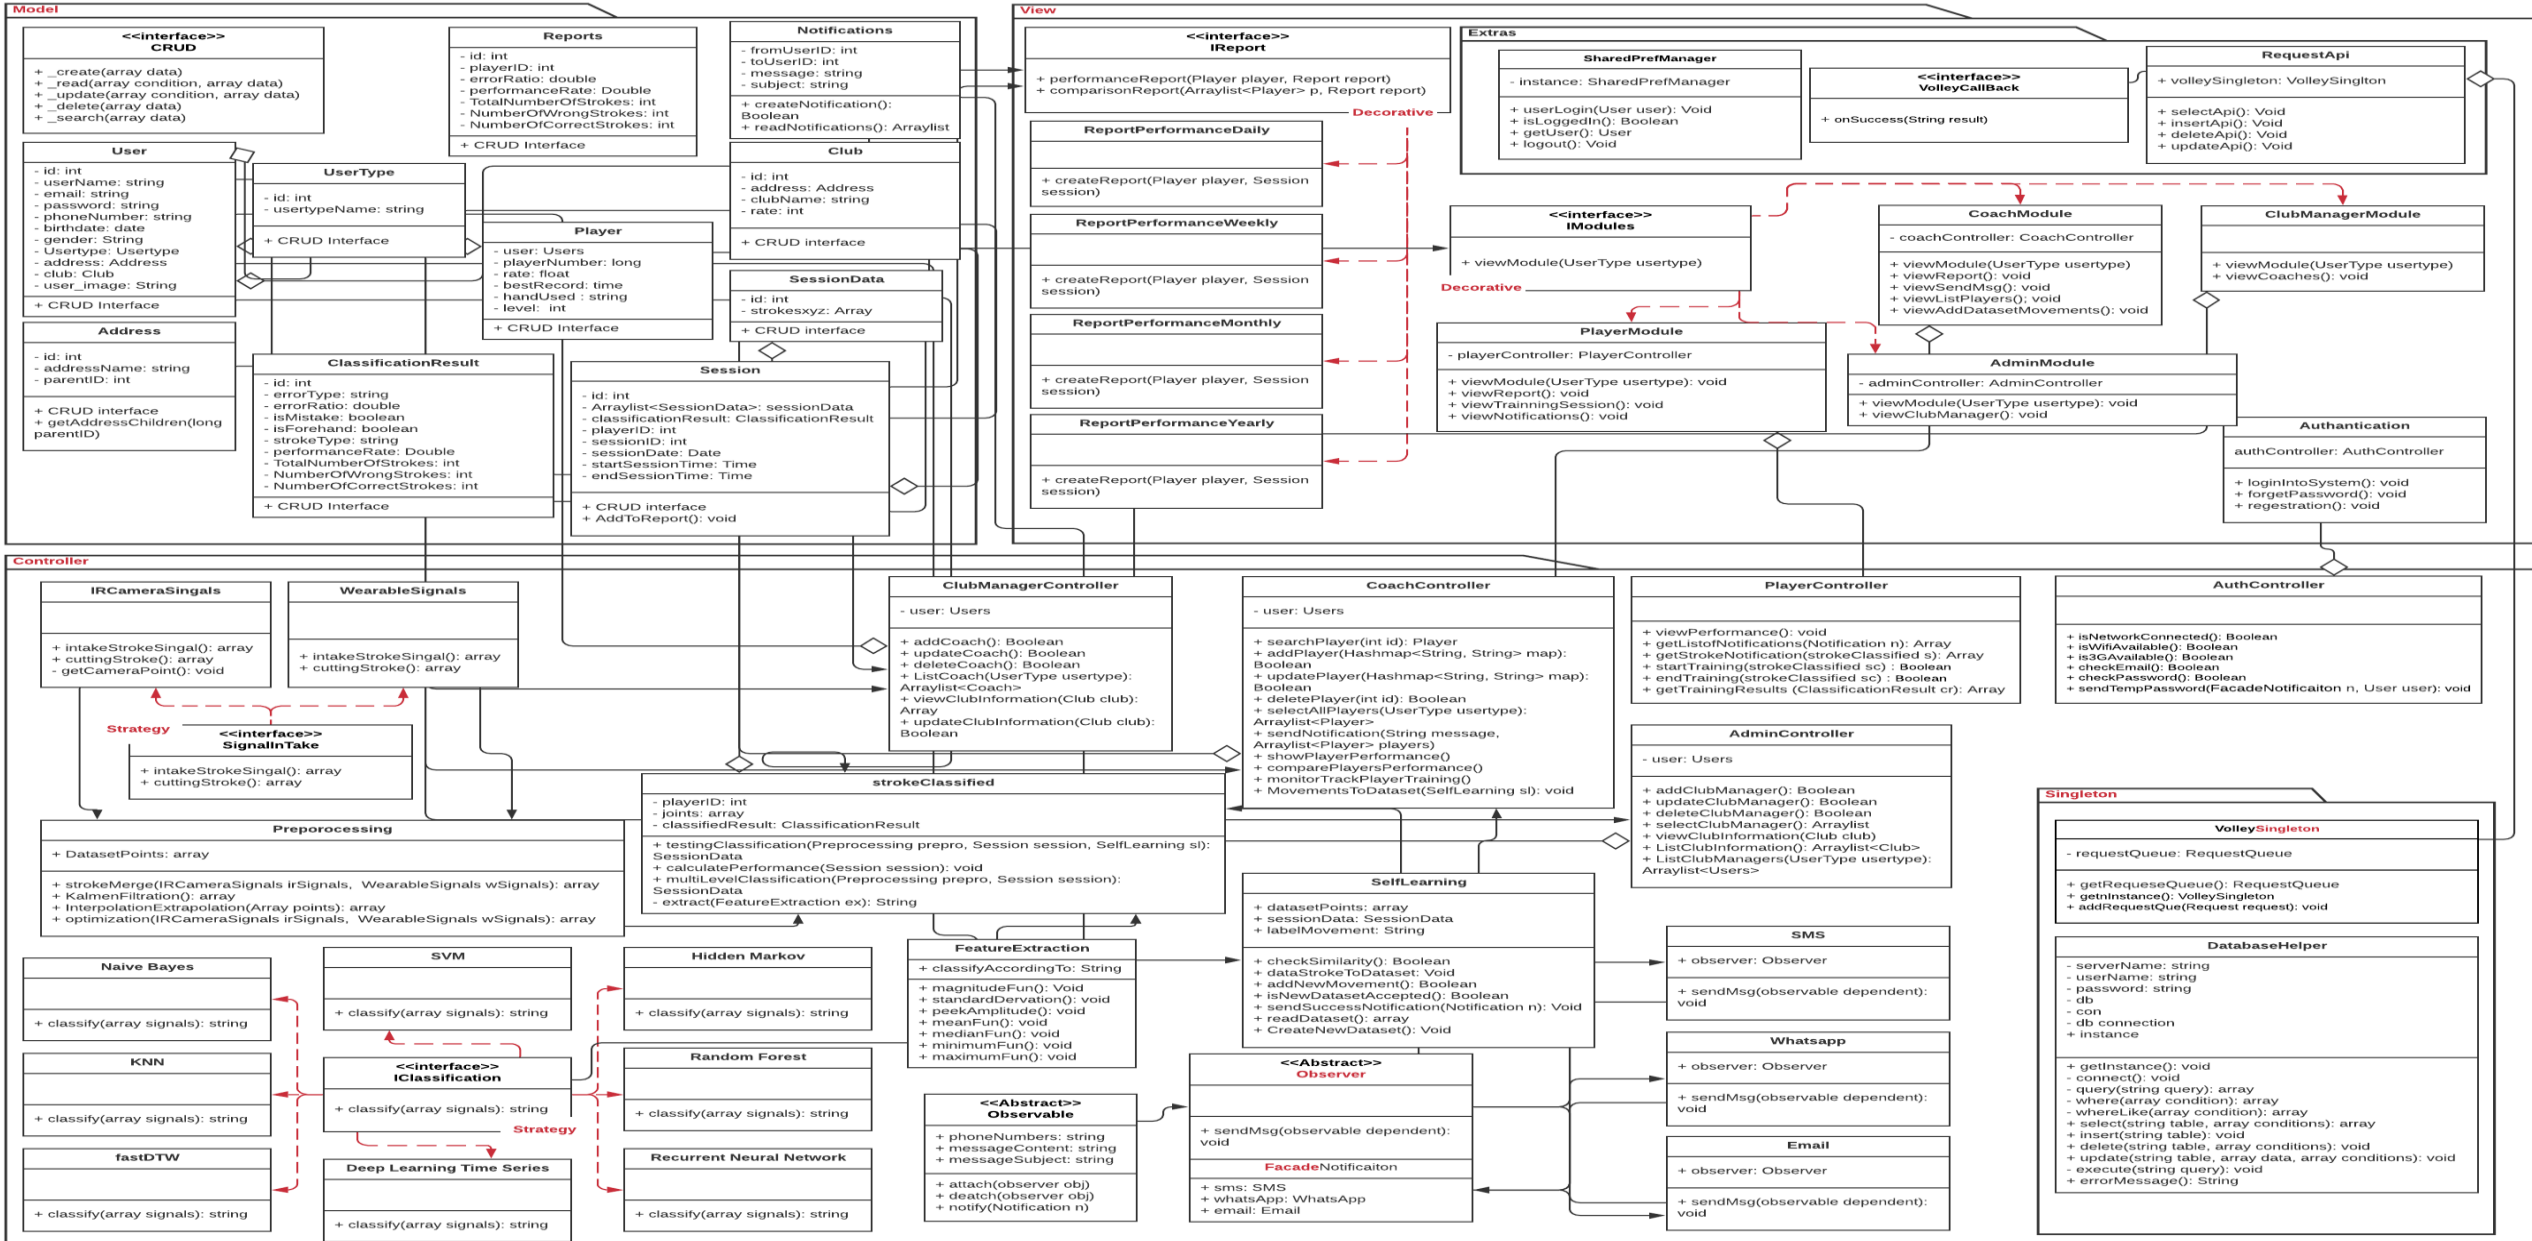 Model
<<interface>>
CRUD
+ _create(array data)
+ _read(array condition, array data)
+ _update(array condition, array data)
+ _delete(array data)
+ _search(array data)
Reports
- id: int
- playerID: int
- errorRatio: double
- performanceRate: Double
- TotalNumberOfStrokes: int
- NumberOfWrongStrokes: int
- NumberOfCorrectStrokes: int
+ CRUD Interface
Notifications
- fromUserID: int
- toUserID: int
- message: string
- subject: string
+ createNotification():
Boolean
+ readNotifications(): Arraylist
User
- id: int
- userName: string
- email: string
- password: string
- phoneNumber: string
- birthdate: date
- gender: String
- Usertype: Usertype
- address: Address
- club: Club
- user_image: String
+ CRUD Interface
UserType
- id: int
- usertypeName: string
+ CRUD Interface
Club
- id: int
- address: Address
- clubName: string
- rate: int
+ CRUD interface
Player
- user: Users
- playerNumber: long
- rate: float
- bestRecord: time
- handUsed : string
- level: int
+ CRUD Interface
SessionData
- id: int
- strokesxyz: Array
+ CRUD interface
Address
- id: int
- addressName: string
- parentID: int
+ CRUD interface
+ getAddressChildren(long
parentID)
ClassificationResult
- id: int
- errorType: string
- errorRatio: double
- isMistake: boolean
- isForehand: boolean
- strokeType: string
- performanceRate: Double
- TotalNumberOfStrokes: int
- NumberOfWrongStrokes: int
- NumberOfCorrectStrokes: int
+ CRUD Interface
Session
- id: int
- Arraylist<SessionData>: sessionData
- classificationResult: ClassificationResult
- playerID: int
- sessionID: int
- sessionDate: Date
- startSessionTime: Time
- endSessionTime: Time
+ CRUD interface
+ AddToReport(): void
View
<<interface>>
IReport
+ performanceReport(Player player, Report report)
+ comparisonReport(Arraylist<Player> p, Report report)
Decorative
ReportPerformanceDaily
+ createReport(Player player, Session
session)
ReportPerformanceWeekly
+ createReport(Player player, Session
session)
ReportPerformanceMonthly
+ createReport(Player player, Session
session)
ReportPerformanceYearly
+ createReport(Player player, Session
session)
Extras
SharedPrefManager
- instance: SharedPrefManager
+ userLogin(User user): Void
+ isLoggedIn(): Boolean
+ getUser(): User
+ logout(): Void
<<interface>>
VolleyCallBack
+ onSuccess(String result)
RequestApi
+ volleySingleton: VolleySinglton
+ selectApi(): Void
+ insertApi(): Void
+ deleteApi(): Void
+ updateApi(): Void
<<interface>>
IModules
+ viewModule(UserType usertype)
Decorative
CoachModule
- coachController: CoachController
+ viewModule(UserType usertype)
+ viewReport(): void
+ viewSendMsg(): void
+ viewListPlayers(); void
+ viewAddDatasetMovements(): void
ClubManagerModule
+ viewModule(UserType usertype)
+ viewCoaches(): void
PlayerModule
- playerController: PlayerController
+ viewModule(UserType usertype): void
+ viewReport(): void
+ viewTrainningSession(): void
+ viewNotifications(): void
AdminModule
- adminController: AdminController
+ viewModule(UserType usertype): void
+ viewClubManager(): void
Authantication
authController: AuthController
+ loginIntoSystem(): void
+ forgetPassword(): void
+ regestration(): void
Controller
IRCameraSingals
+ intakeStrokeSingal(): array
+ cuttingStroke(): array
- getCameraPoint(): void
WearableSignals
+ intakeStrokeSingal(): array
+ cuttingStroke(): array
Strategy
<<interface>>
SignalInTake
+ intakeStrokeSingal(): array
+ cuttingStroke(): array
ClubManagerController
- user: Users
+ addCoach(): Boolean
+ updateCoach(): Boolean
+ deleteCoach(): Boolean
+ ListCoach(UserType usertype):
Arraylist<Coach>
+ viewClubInformation(Club club):
Array
+ updateClubInformation(Club club):
Boolean
CoachController
- user: Users
+ searchPlayer(int id): Player
+ addPlayer(Hashmap<String, String> map):
Boolean
+ updatePlayer(Hashmap<String, String> map):
Boolean
+ deletePlayer(int id): Boolean
+ selectAllPlayers(UserType usertype):
Arraylist<Player>
+ sendNotification(String message,
Arraylist<Player> players)
+ showPlayerPerformance()
+ comparePlayersPerformance()
+ monitorTrackPlayerTraining()
+ MovementsToDataset(SelfLearning sl): void
PlayerController
+ viewPerformance(): void
+ getListofNotifications(Notification n): Array
+ getStrokeNotification(strokeClassified s): Array
+ startTraining(strokeClassified sc) : Boolean
+ endTraining(strokeClassified sc) : Boolean
+ getTrainingResults (ClassificationResult cr): Array
AuthController
+ isNetworkConnected(): Boolean
+ isWifiAvailable(): Boolean
+ is3GAvailable(): Boolean
+ checkEmail(): Boolean
+ checkPassword(): Boolean
+ sendTempPassword(FacadeNotificaiton n, User user): void
AdminController
- user: Users
+ addClubManager(): Boolean
+ updateClubManager(): Boolean
+ deleteClubManager(): Boolean
+ selectClubManager(): Arraylist
+ viewClubInformation(Club club)
+ ListClubInformation(): Arraylist<Club>
+ ListClubManagers(UserType usertype):
Arraylist<Users>
Preporocessing
+ DatasetPoints: array
+ strokeMerge(IRCameraSignals irSignals, WearableSignals wSignals): array
+ KalmenFiltration(): array
+ InterpolationExtrapolation(Array points): array
+ optimization(IRCameraSignals irSignals, WearableSignals wSignals): array
strokeClassified
- playerID: int
- joints: array
- classifiedResult: ClassificationResult
+ testingClassification(Preprocessing prepro, Session session, SelfLearning sl):
SessionData
+ calculatePerformance(Session session): void
+ multiLevelClassification(Preprocessing prepro, Session session):
SessionData
- extract(FeatureExtraction ex): String
SelfLearning
+ datasetPoints: array
+ sessionData: SessionData
+ labelMovement: String
+ checkSimilarity(): Boolean
+ dataStrokeToDataset: Void
+ addNewMovement(): Boolean
+ isNewDatasetAccepted(): Boolean
+ sendSuccessNotification(Notification n): Void
+ readDataset(): array
+ CreateNewDataset(): Void
FeatureExtraction
+ classifyAccordingTo: String
+ magnitudeFun(): Void
+ standardDervation(): void
+ peekAmplitude(): void
+ meanFun(): void
+ medianFun(): void
+ minimumFun(): void
+ maximumFun(): void
Naive Bayes
+ classify(array signals): string
SVM
+ classify(array signals): string
Hidden Markov
+ classify(array signals): string
KNN
+ classify(array signals): string
<<interface>>
IClassification
+ classify(array signals): string
Strategy
Random Forest
+ classify(array signals): string
fastDTW
+ classify(array signals): string
Deep Learning Time Series
+ classify(array signals): string
Recurrent Neural Network
+ classify(array signals): string
<<Abstract>>
Observable
+ phoneNumbers: string
+ messageContent: string
+ messageSubject: string
+ attach(observer obj)
+ deatch(observer obj)
+ notify(Notification n)
<<Abstract>>
Observer
+ sendMsg(observable dependent):
void
FacadeNotificaiton
+ sms: SMS
+ whatsApp: WhatsApp
+ email: Email
SMS
+ observer: Observer
+ sendMsg(observable dependent):
void
Whatsapp
+ observer: Observer
+ sendMsg(observable dependent):
void
Email
+ observer: Observer
+ sendMsg(observable dependent):
void
Singleton
VolleySingleton
- requestQueue: RequestQueue
+ getRequeseQueue(): RequestQueue
+ getnInstance(): VolleySingleton
+ addRequestQue(Request request): void
DatabaseHelper
- serverName: string
- userName: string
- password: string
- db
- con
- db connection
+ instance
+ getInstance(): void
- connect(): void
- query(string query): array
- where(array condition): array
- whereLike(array condition): array
+ select(string table, array conditions): array
+ insert(string table): void
+ delete(string table, array conditions): void
+ update(string table, array data, array conditions): void
- execute(string query): void
+ errorMessage(): String